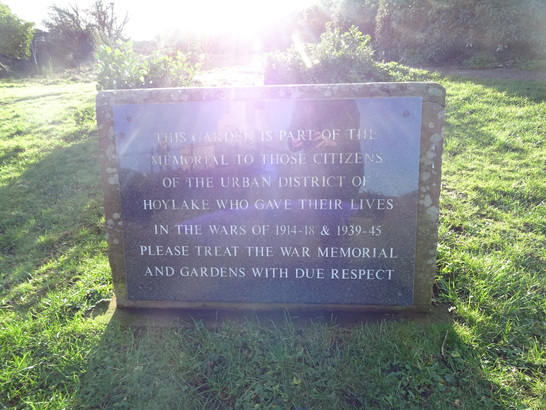 THIS GARDEN IS PART OF THE
MEMORIAL TO THOSE CITIZENS
OF THE URBAN DISTRICT OF
HOYLAKE WHO GAVE THEIR LIVES
IN THE WARS OF 1914-18 & 1939-45
PLEASE TREAT THE WAR MEMORIAL
AND GARDENS WITH DUE RESPECT